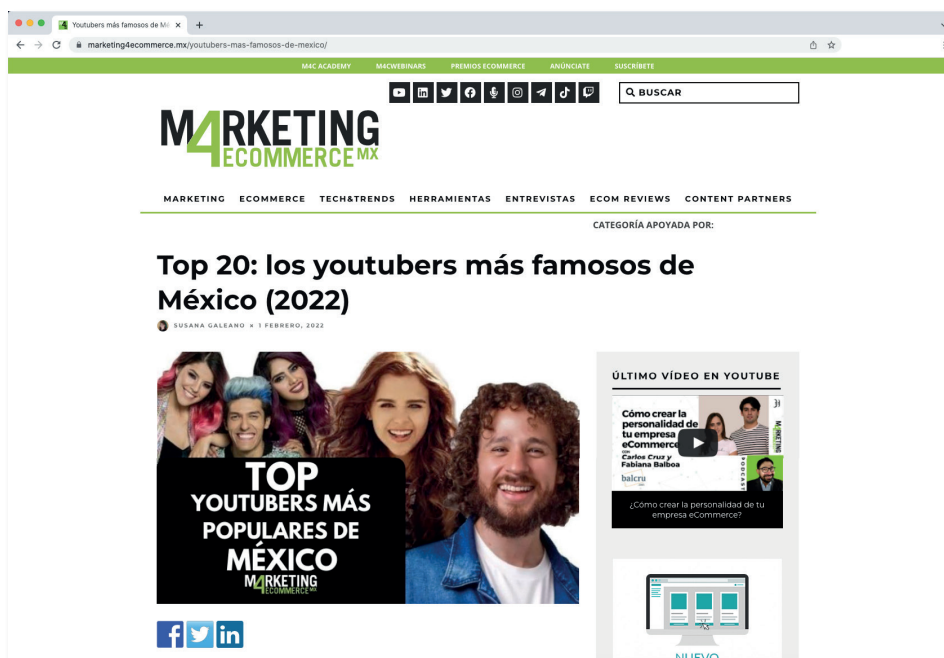 Youtubers más famosos de Mé
marketing4ecommerce.mx/youtubers-mas-famosos-de-mexico/
M4C ACADEMY M4CWEBINARS PREMIOS ECOMMERCE ANÚNCIATE SUSCRÍBETE
BUSCAR
M4RKETING
ECOMMERCE MX
MARKETING ECOMMERCE TECH&TRENDS HERRAMIENTAS ENTREVISTAS ECOM REVIEWS CONTENT PARTNERS
CATEGORÍA APOYADA POR:
Top 20: los youtubers más famosos de
México (2022)
SUSANA GALEANO × 1 FEBRERO, 2022
TOP
YOUTUBERS MÁS
POPULARES DE
MÉXICO
M4RKETING
ECOMMERCE MX
ÚLTIMO VÍDEO EN YOUTUBE
Cómo crear la
personalidad de
tu empresa
eCommerce
CON
Carlos Cruz y
Fabiana Balboa
balcru
M4RKETING
PODCAST
¿Cómo crear la personalidad de tu
empresa eCommerce?
NUEVO